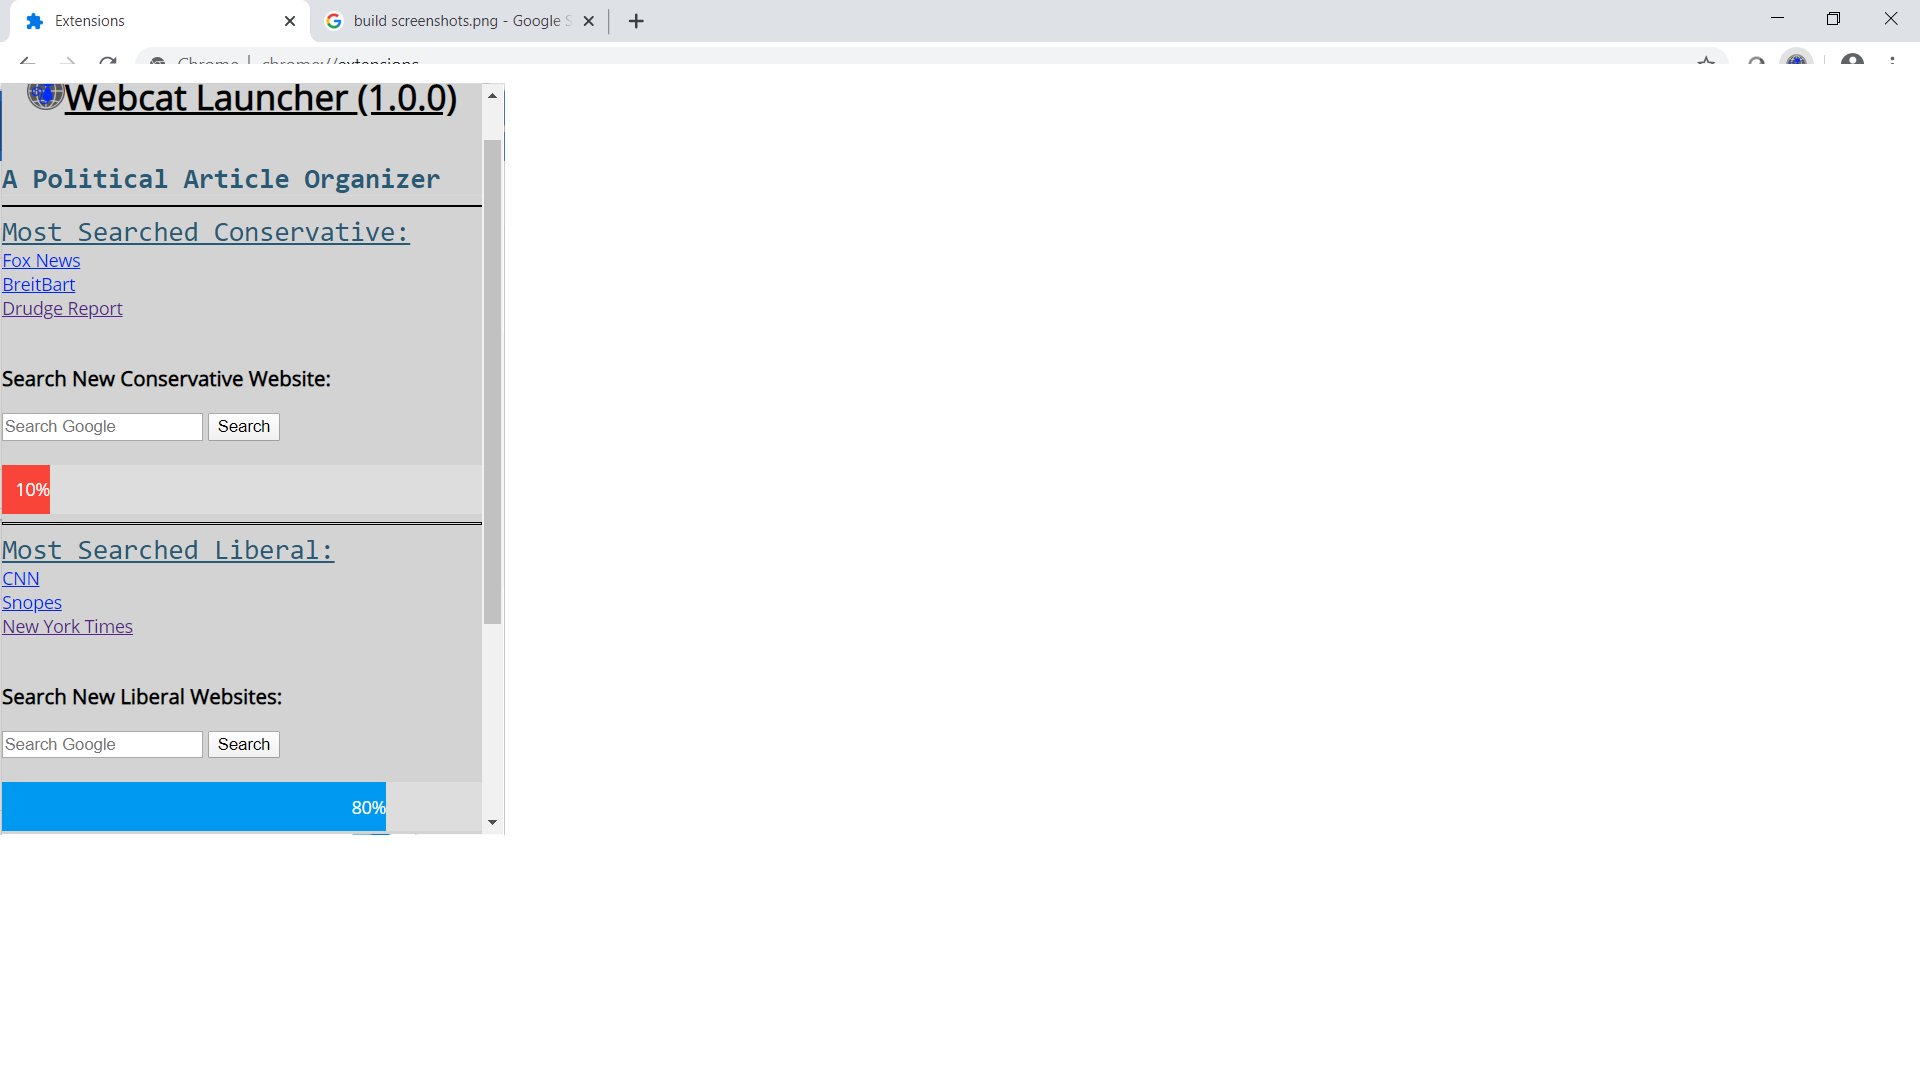 Extensions
build screenshots.png - Google S
Chrome | chrome://extensions
Webcat Launcher (1.0.0)
A Political Article Organizer
Most Searched Conservative:
Fox News
BreitBart
Drudge Report
Search New Conservative Website:
Search Google Search
10%
Most Searched Liberal:
CNN
Snopes
New York Times
Search New Liberal Websites:
Search Google Search
80%